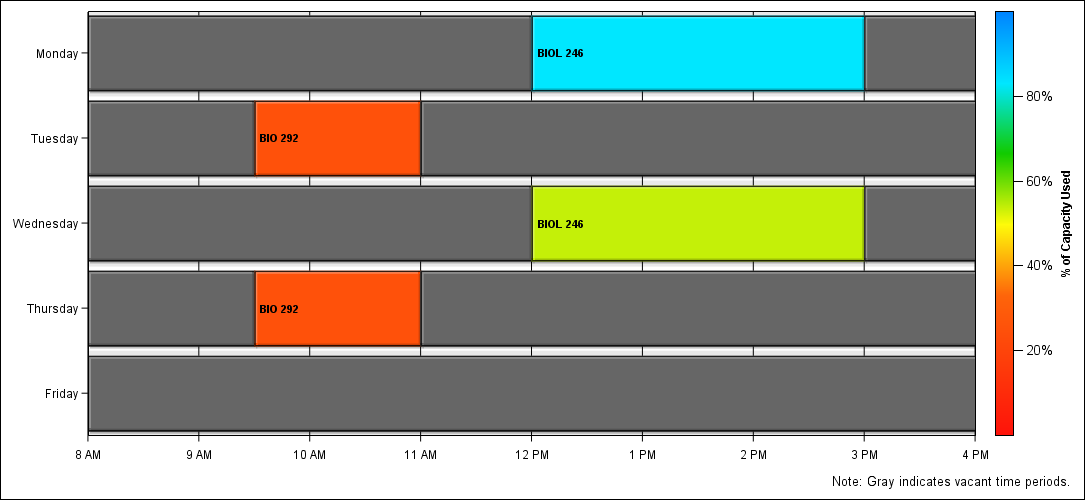 Monday
BIOL 246
Tuesday
BIO 292
Wednesday
BIOL 246
Thursday
BIO 292
Friday
8 AM 9 AM 10 AM 11 AM 12 PM 1 PM 2 PM 3 PM 4 PM
80%
60%
40%
20%
% of Capacity Used
Note: Gray indicates vacant time periods.